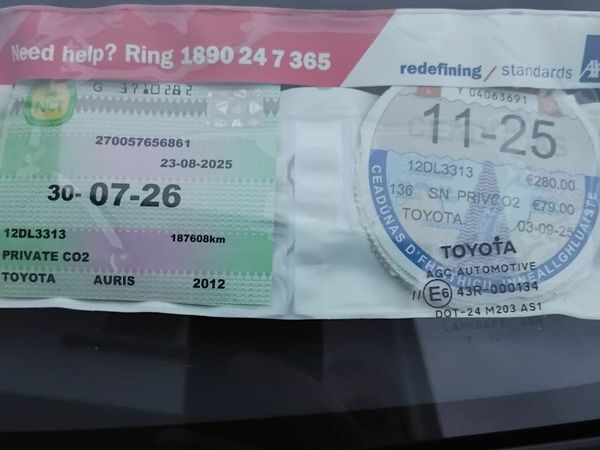 Need help? Ring 1890 24 7 365
redefining / standards
NCT
G 3710282
270057656861
23-08-2025
30- 07-26
12DL3313
187608km
PRIVATE CO2
TOYOTA AURIS 2012
Y 04063691
11-25
12DL3313 €280.00
136 SN PRIVCO2 €79.00
TOYOTA 03-09-25
TOYOTA
AGC AUTOMOTIVE
E6 43R-000134
DOT-24 M203 AS1